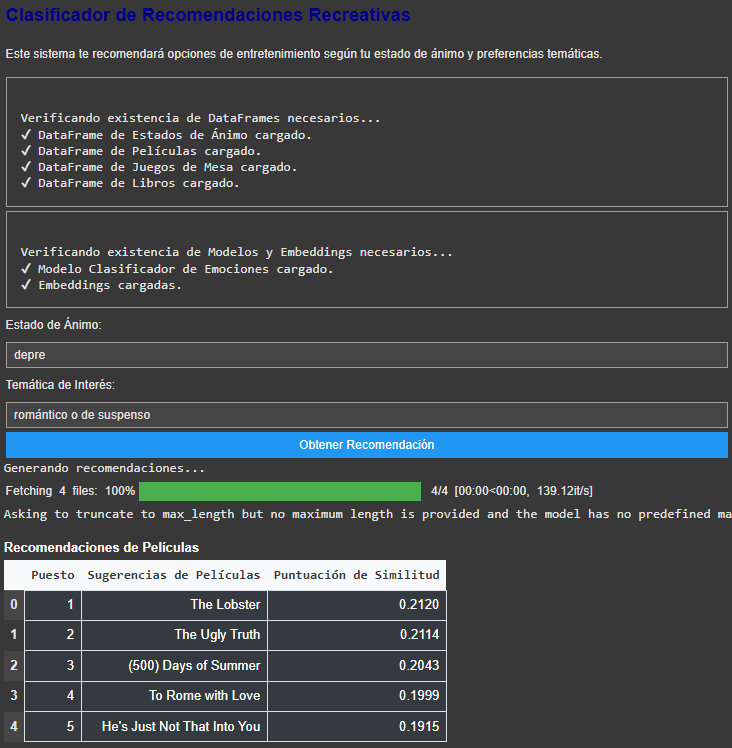 Clasificador de Recomendaciones Recreativas
Este sistema te recomendará opciones de entretenimiento según tu estado de ánimo y preferencias temáticas.
Verificando existencia de DataFrames necesarios...
✔ DataFrame de Estados de Ánimo cargado.
✔ DataFrame de Películas cargado.
✔ DataFrame de Juegos de Mesa cargado.
✔ DataFrame de Libros cargado.
Verificando existencia de Modelos y Embeddings necesarios...
✔ Modelo Clasificador de Emociones cargado.
✔ Embeddings cargadas.
Estado de Ánimo:
depre
Temática de Interés:
romántico o de suspenso
Obtener Recomendación
Generando recomendaciones...
Fetching 4 files: 100% 4/4 [00:00<00:00, 139.12it/s]
Asking to truncate to max_length but no maximum length is provided and the model has no predefined ma
Recomendaciones de Películas
Puesto Sugerencias de Películas Puntuación de Similitud
0 1 The Lobster 0.2120
1 2 The Ugly Truth 0.2114
2 3 (500) Days of Summer 0.2043
3 4 To Rome with Love 0.1999
4 5 He's Just Not That Into You 0.1915